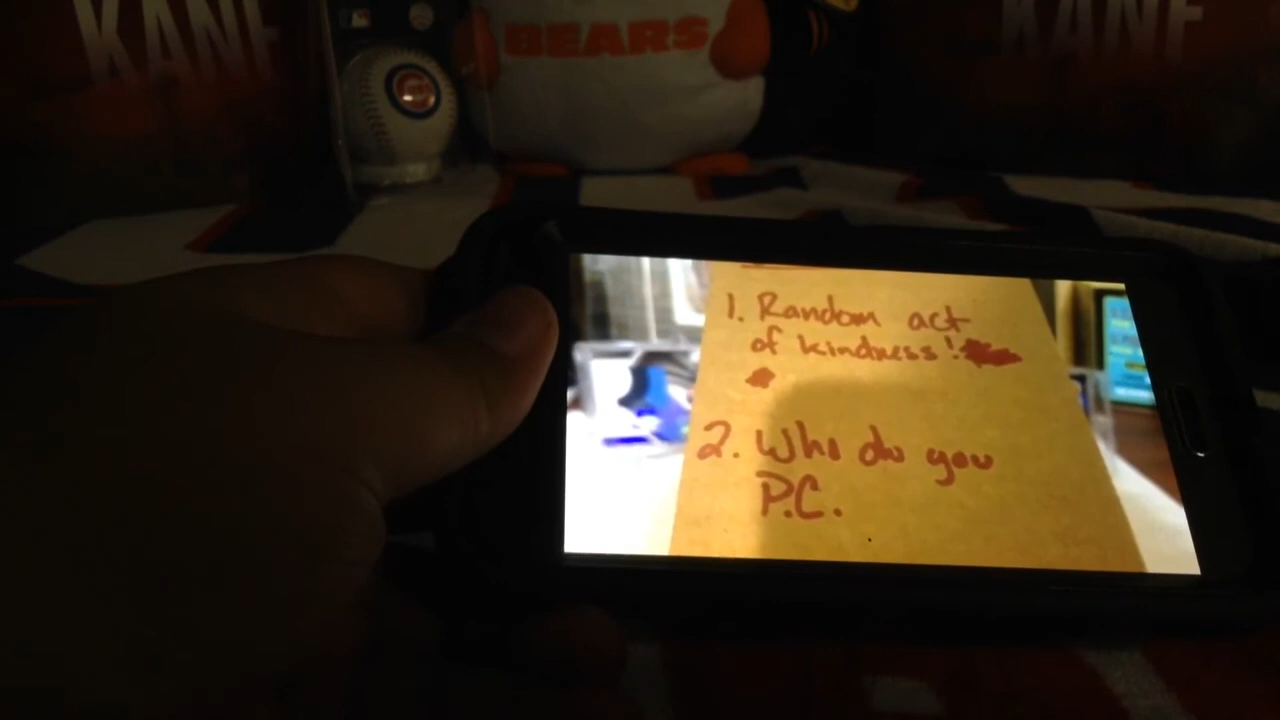 KANE
BEARS
KANE
1. Random act
of kindness!
2. Who do you
P.C.